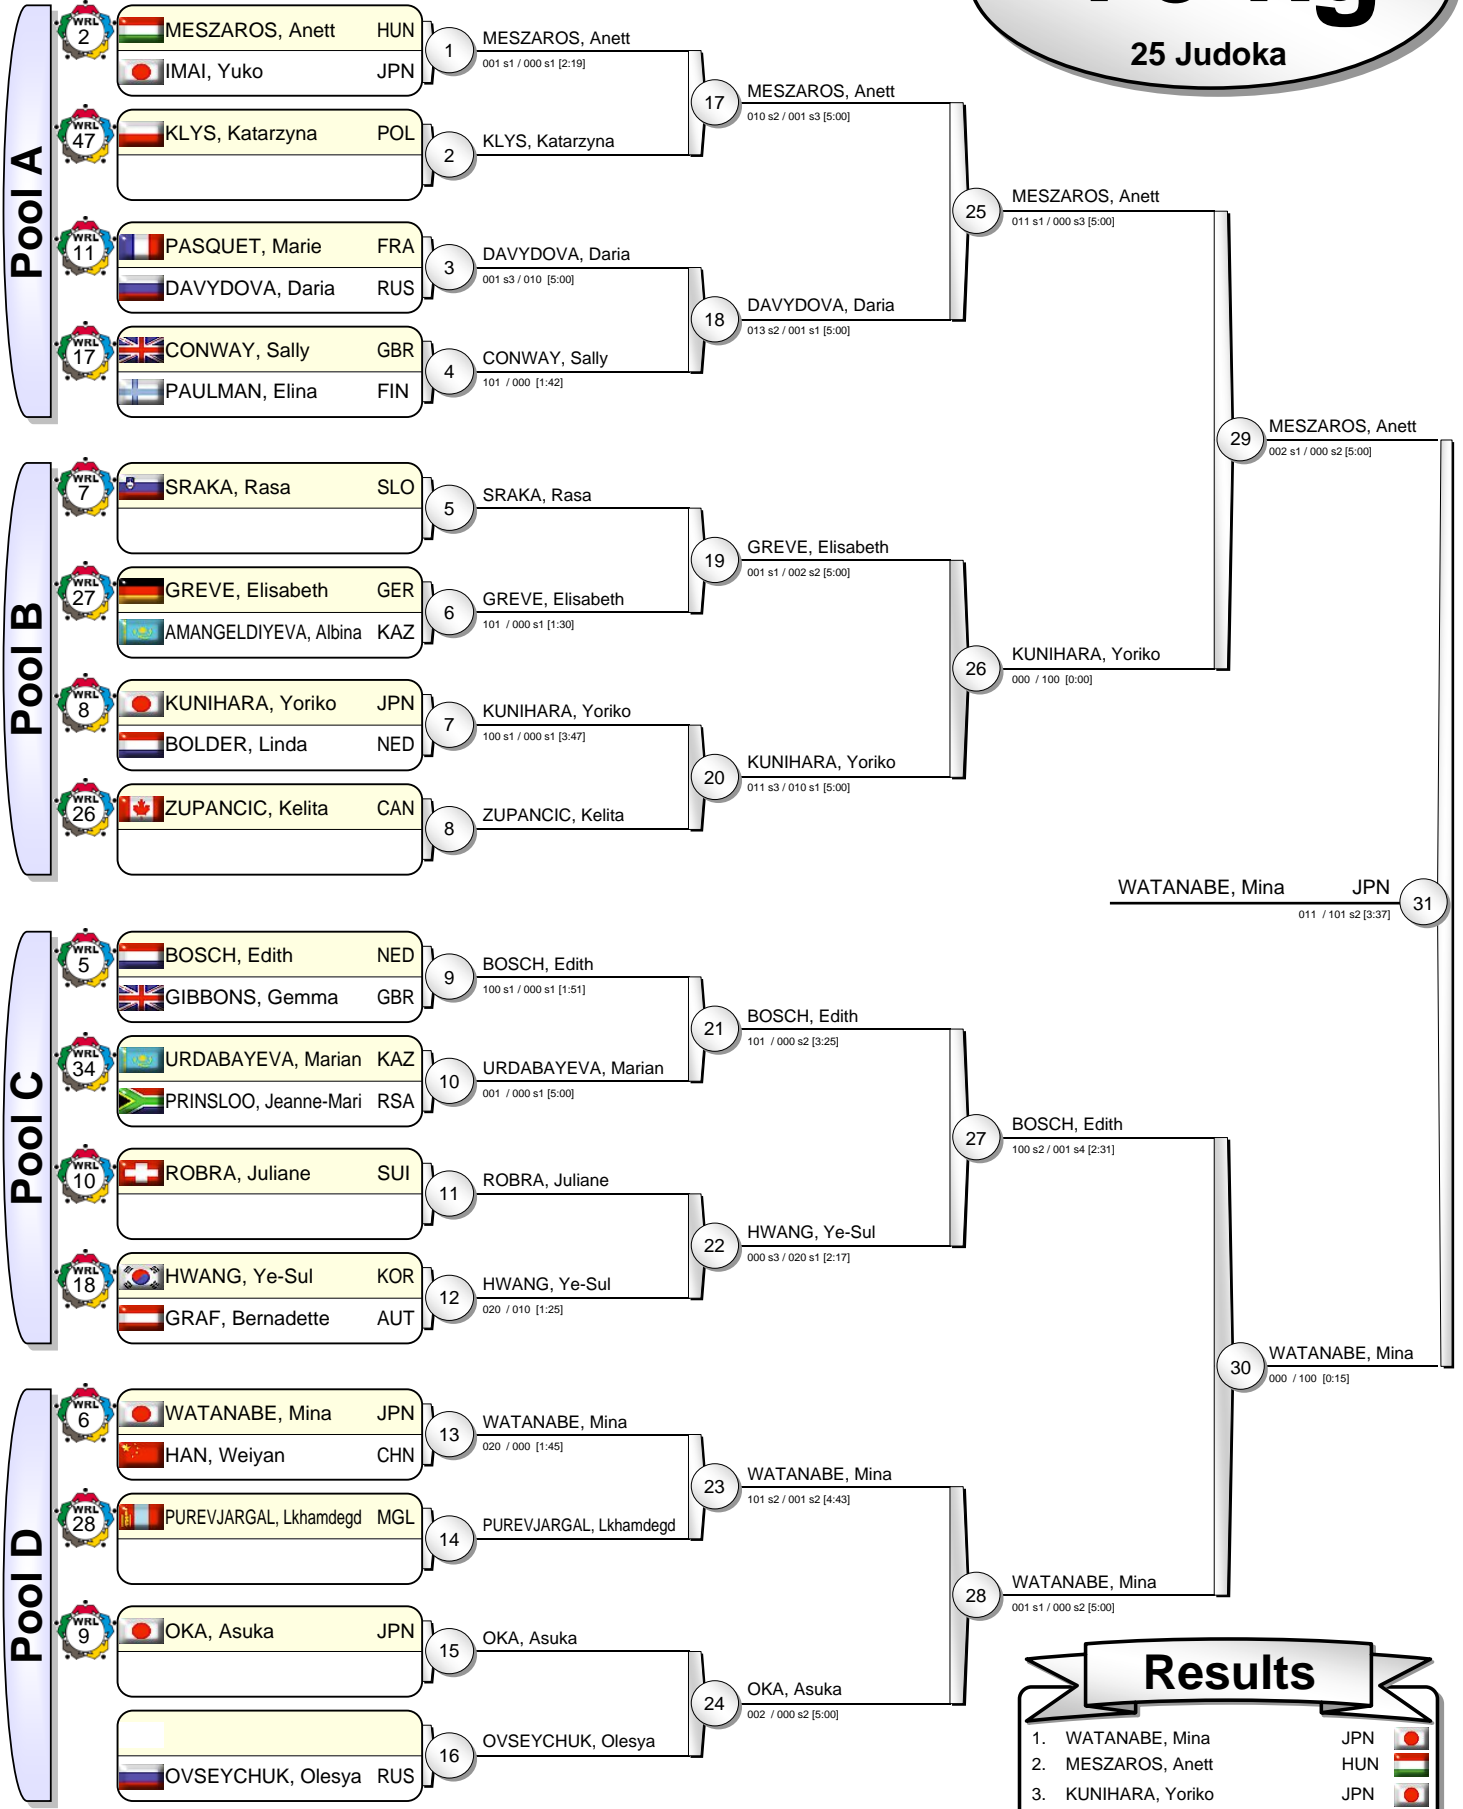 25 Judoka
Pool A
WRL 2 MESZAROS, Anett HUN
IMAI, Yuko JPN
WRL 47 KLYS, Katarzyna POL
WRL 11 PASQUET, Marie FRA
DAVYDOVA, Daria RUS
WRL 17 CONWAY, Sally GBR
PAULMAN, Elina FIN
1 MESZAROS, Anett
001 s1 / 000 s1 [2:19]
2 KLYS, Katarzyna
3 DAVYDOVA, Daria
001 s3 / 010 [5:00]
4 CONWAY, Sally
101 / 000 [1:42]
17 MESZAROS, Anett
010 s2 / 001 s3 [5:00]
18 DAVYDOVA, Daria
013 s2 / 001 s1 [5:00]
25 MESZAROS, Anett
011 s1 / 000 s3 [5:00]
Pool B
WRL 7 SRAKA, Rasa SLO
WRL 27 GREVE, Elisabeth GER
AMANGELDIYEVA, Albina KAZ
WRL 8 KUNIHARA, Yoriko JPN
BOLDER, Linda NED
WRL 26 ZUPANCIC, Kelita CAN
5 SRAKA, Rasa
6 GREVE, Elisabeth
101 / 000 s1 [1:30]
7 KUNIHARA, Yoriko
100 s1 / 000 s1 [3:47]
8 ZUPANCIC, Kelita
19 GREVE, Elisabeth
001 s1 / 002 s2 [5:00]
20 KUNIHARA, Yoriko
011 s3 / 010 s1 [5:00]
26 KUNIHARA, Yoriko
000 / 100 [0:00]
29 MESZAROS, Anett
002 s1 / 000 s2 [5:00]
WATANABE, Mina JPN 31
011 / 101 s2 [3:37]
Pool C
WRL 5 BOSCH, Edith NED
GIBBONS, Gemma GBR
WRL 34 URDABAYEVA, Marian KAZ
PRINSLOO, Jeanne-Mari RSA
WRL 10 ROBRA, Juliane SUI
WRL 18 HWANG, Ye-Sul KOR
GRAF, Bernadette AUT
9 BOSCH, Edith
100 s1 / 000 s1 [1:51]
10 URDABAYEVA, Marian
001 / 000 s1 [5:00]
11 ROBRA, Juliane
12 HWANG, Ye-Sul
020 / 010 [1:25]
21 BOSCH, Edith
101 / 000 s2 [3:25]
22 HWANG, Ye-Sul
000 s3 / 020 s1 [2:17]
27 BOSCH, Edith
100 s2 / 001 s4 [2:31]
Pool D
WRL 6 WATANABE, Mina JPN
HAN, Weiyan CHN
WRL 28 PUREVJARGAL, Lkhamdegd MGL
WRL 9 OKA, Asuka JPN
OVSEYCHUK, Olesya RUS
13 WATANABE, Mina
020 / 000 [1:45]
14 PUREVJARGAL, Lkhamdegd
15 OKA, Asuka
16 OVSEYCHUK, Olesya
23 WATANABE, Mina
101 s2 / 001 s2 [4:43]
24 OKA, Asuka
002 / 000 s2 [5:00]
28 WATANABE, Mina
001 s1 / 000 s2 [5:00]
30 WATANABE, Mina
000 / 100 [0:15]
Results
1. WATANABE, Mina JPN
2. MESZAROS, Anett HUN
3. KUNIHARA, Yoriko JPN